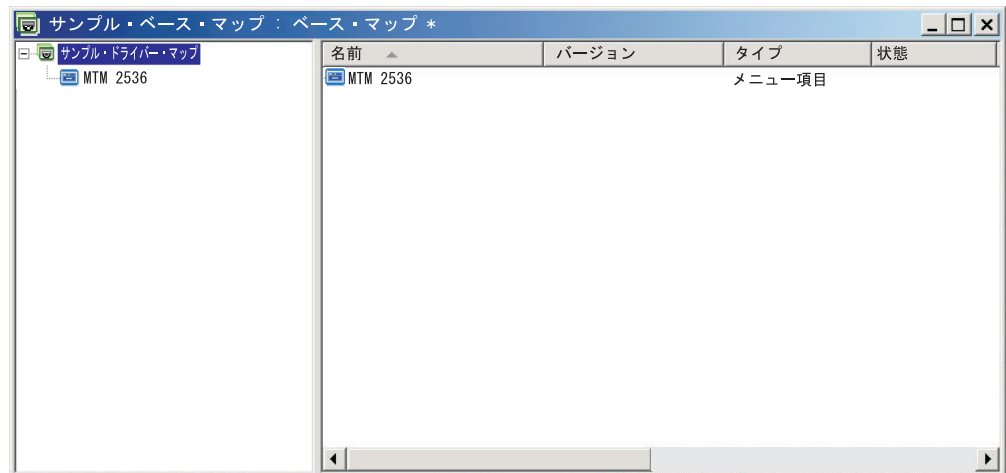 サンプル・ベース・マップ : ベース・マップ *
サンプル・ドライバー・マップ
MTM 2536
名前 バージョン タイプ 状態
MTM 2536 メニュー項目